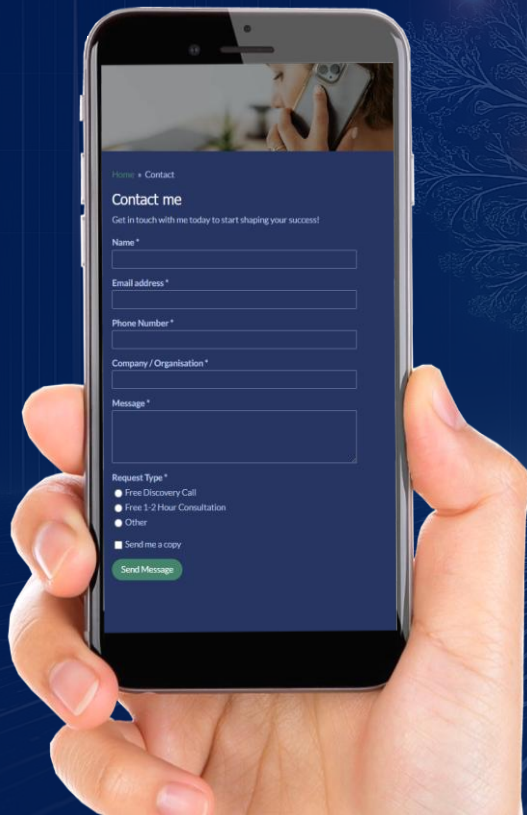 Home » Contact
Contact me
Get in touch with me today to start shaping your success!
Name *
Email address *
Phone Number *
Company / Organisation *
Message *
Request Type *
Free Discovery Call
Free 1-2 Hour Consultation
Other
Send me a copy
Send Message